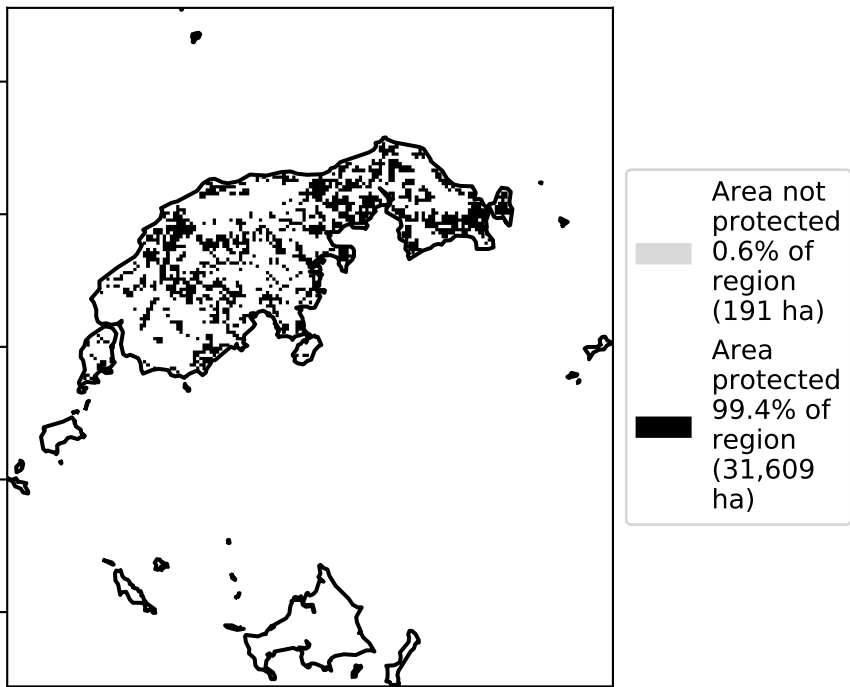 Area not
protected
0.6% of
region
(191 ha)
Area
protected
99.4% of
region
(31,609
ha)